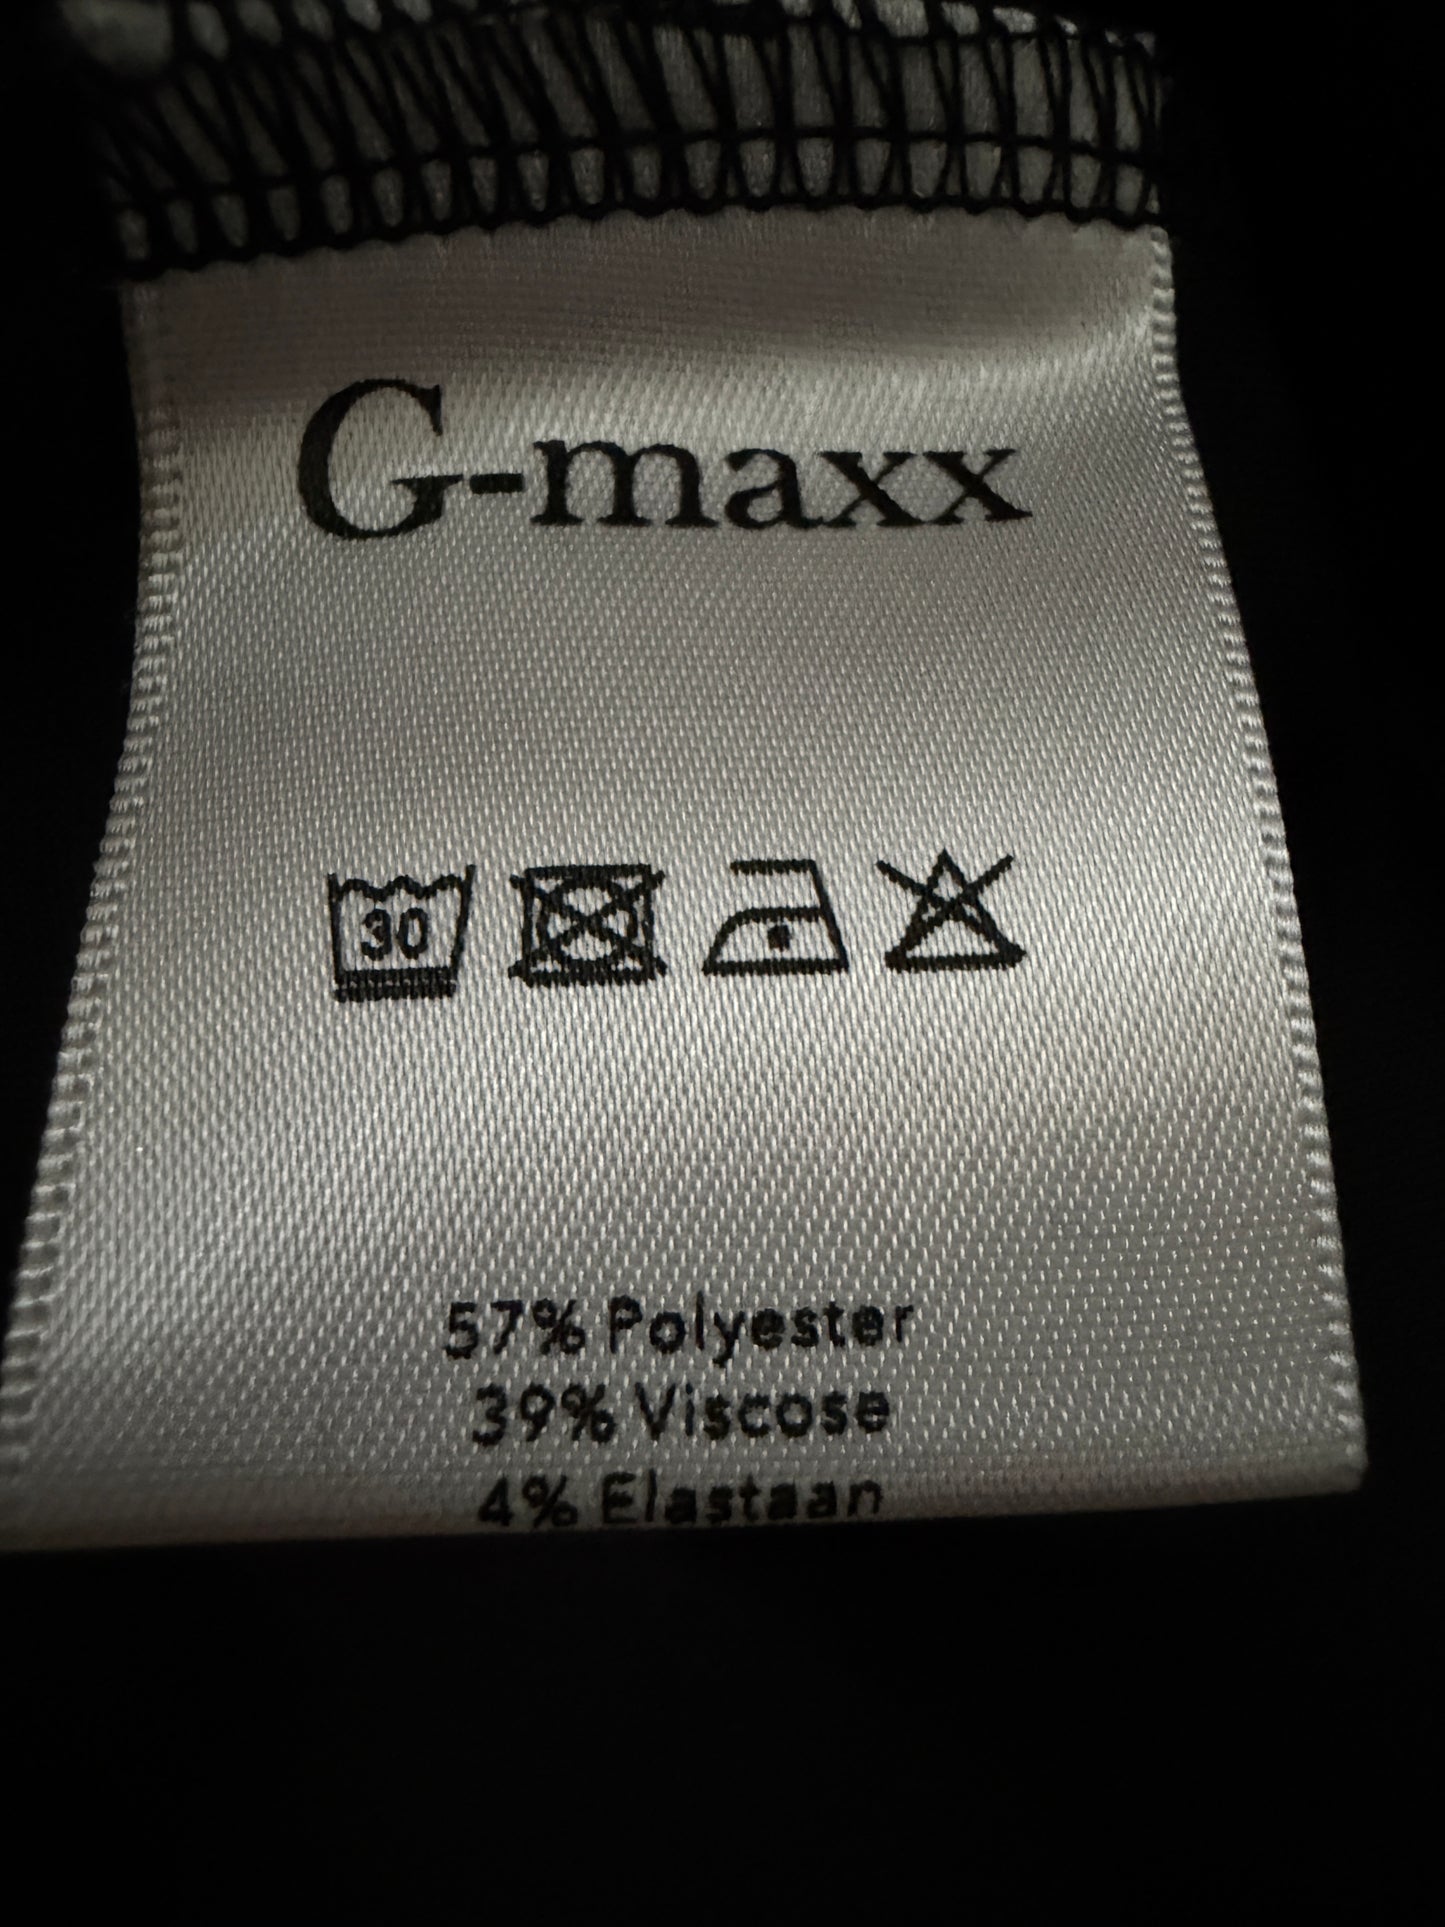 G-maxx
30
57% Polyester
39% Viscose
4% Elastaan